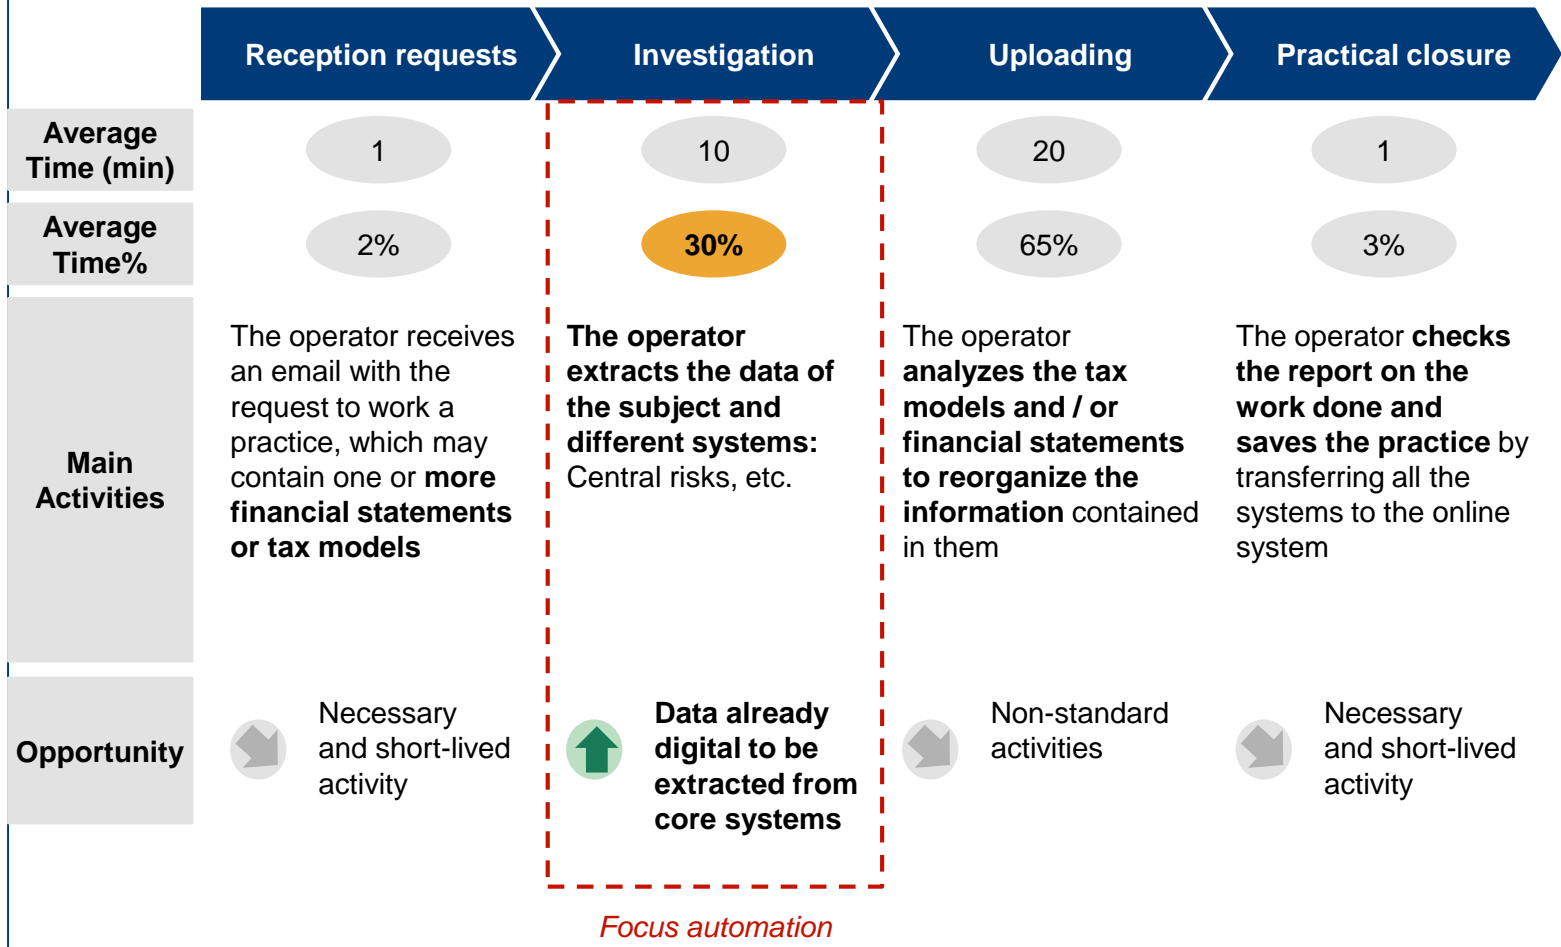 Reception requests
Investigation
Uploading
Practical closure
Average
Time (min)
1
10
20
1
Average
Time%
2%
30%
65%
3%
Main
Activities
The operator receives
an email with the
request to work a
practice, which may
contain one or more
financial statements
or tax models
The operator
extracts the data of
the subject and
different systems:
Central risks, etc.
The operator
analyzes the tax
models and / or
financial statements
to reorganize the
information contained
in them
The operator checks
the report on the
work done and
saves the practice by
transferring all the
systems to the online
system
Opportunity
Necessary
and short-lived
activity
Data already
digital to be
extracted from
core systems
Non-standard
activities
Necessary
and short-lived
activity
Focus automation